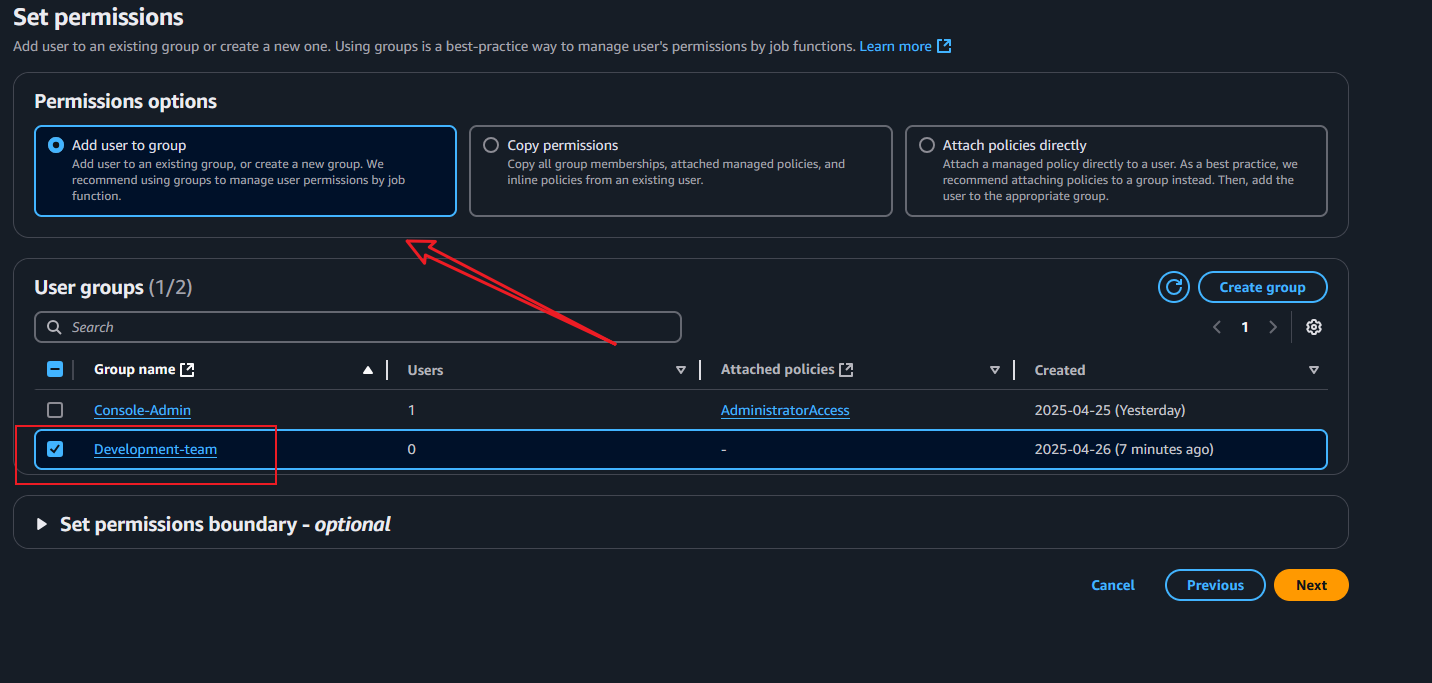 Set permissions
Add user to an existing group or create a new one. Using groups is a best-practice way to manage user's permissions by job functions. Learn more
Permissions options
Add user to group
Add user to an existing group, or create a new group. We
recommend using groups to manage user permissions by job
function.
Copy permissions
Copy all group memberships, attached managed policies, and
inline policies from an existing user.
Attach policies directly
Attach a managed policy directly to a user. As a best practice, we
recommend attaching policies to a group instead. Then, add the
user to the appropriate group.
User groups (1/2)
Create group
Search
1
Group name Users Attached policies Created
Console-Admin 1 AdministratorAccess 2025-04-25 (Yesterday)
Development-team 0 - 2025-04-26 (7 minutes ago)
Set permissions boundary - optional
Cancel Previous Next